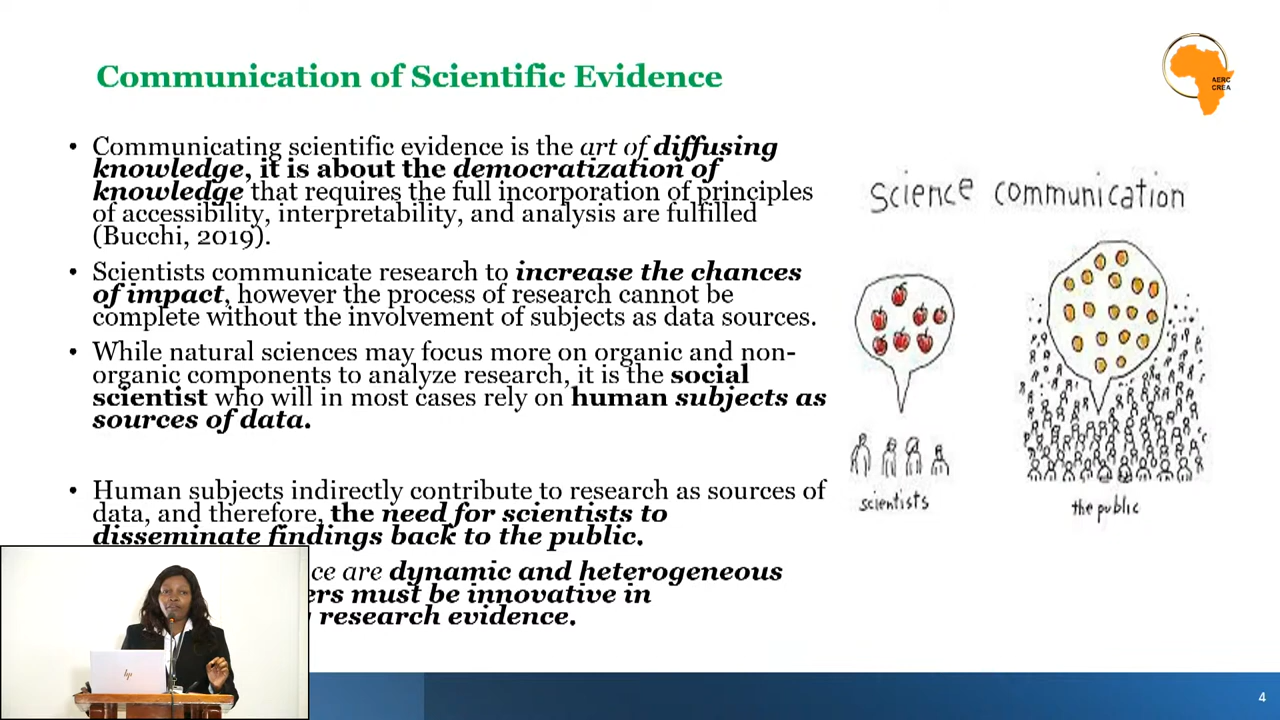 Communication of Scientific Evidence
AERC
CREA
• Communicating scientific evidence is the art of diffusing
knowledge, it is about the democratization of
knowledge that requires the full incorporation of principles
of accessibility, interpretability, and analysis are fulfilled
(Bucchi, 2019).
• Scientists communicate research to increase the chances
of impact, however the process of research cannot be
complete without the involvement of subjects as data sources.
• While natural sciences may focus more on organic and non-
organic components to analyze research, it is the social
scientist who will in most cases rely on human subjects as
sources of data.
• Human subjects indirectly contribute to research as sources of
data, and therefore, the need for scientists to
disseminate findings back to the public.
ce are dynamic and heterogeneous
ers must be innovative in
research evidence.
science communication
scientists
the public
hp
4